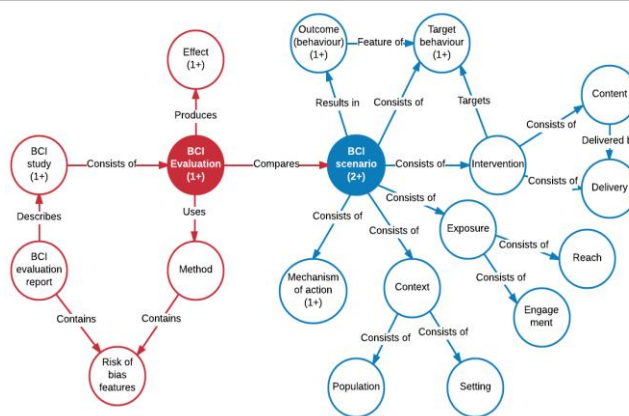 Outcome
(behaviour)
(1+)
Feature of
Target
behaviour
(1+)
Effect
(1+)
Content
Results in
Consists of
Targets
Produces
Consists of
Delivered b
BCI
study
(1+)
Consists of
BCI
Evaluation
(1+)
Compares
BCI
scenario
(2+)
Consists of
Intervention
Consists of
Delivery
Describes
Uses
Consists of
Consists of
Consists of
Exposure
Consists of
Reach
BCI
evaluation
report
Method
Mechanism
of action
(1+)
Context
Consists of
Engage
ment
Contains
Contains
Consists of
Consists of
Risk of
bias
features
Population
Setting